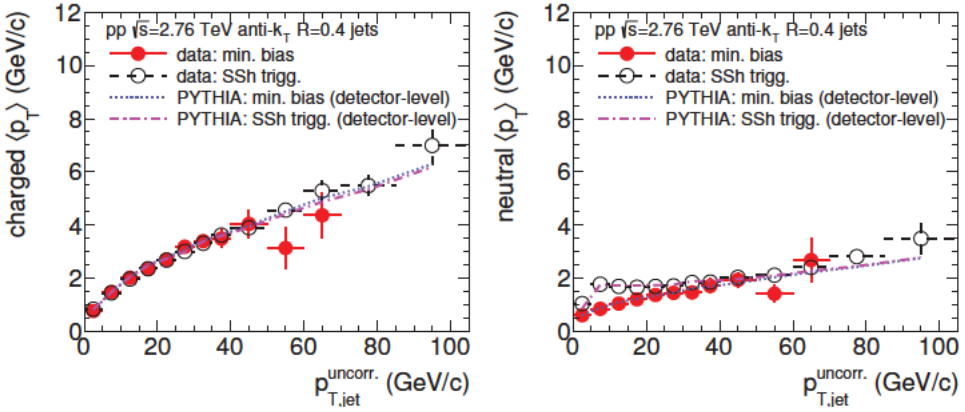 pp √s=2.76 TeV anti-kT R=0.4 jets
data: min. bias
data: SSh trigg.
PYTHIA: min. bias (detector-level)
PYTHIA: SSh trigg. (detector-level)
charged ⟨pT⟩ (GeV/c)
12
10
8
6
4
2
0
0 20 40 60 80 100
p T,jet uncorr. (GeV/c)
pp √s=2.76 TeV anti-kT R=0.4 jets
data: min. bias
data: SSh trigg.
PYTHIA: min. bias (detector-level)
PYTHIA: SSh trigg. (detector-level)
neutral ⟨pT⟩ (GeV/c)
12
10
8
6
4
2
0
0 20 40 60 80 100
p T,jet uncorr. (GeV/c)